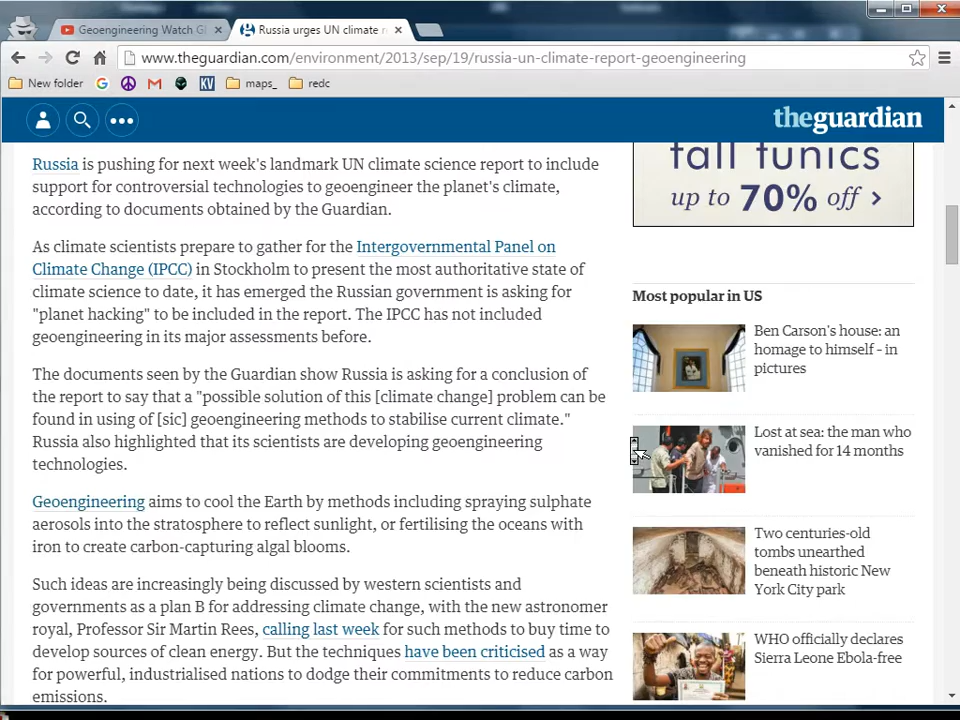 Geoengineering Watch Gl
Russia urges UN climate r
www.theguardian.com/environment/2013/sep/19/russia-un-climate-report-geoengineering
New folder
KV
maps_
redc
theguardian
fall tunics
up to 70% off >
Russia is pushing for next week's landmark UN climate science report to include
support for controversial technologies to geoengineer the planet's climate,
according to documents obtained by the Guardian.
As climate scientists prepare to gather for the Intergovernmental Panel on
Climate Change (IPCC) in Stockholm to present the most authoritative state of
climate science to date, it has emerged the Russian government is asking for
"planet hacking" to be included in the report. The IPCC has not included
geoengineering in its major assessments before.
The documents seen by the Guardian show Russia is asking for a conclusion of
the report to say that a "possible solution of this [climate change] problem can be
found in using of [sic] geoengineering methods to stabilise current climate."
Russia also highlighted that its scientists are developing geoengineering
technologies.
Geoengineering aims to cool the Earth by methods including spraying sulphate
aerosols into the stratosphere to reflect sunlight, or fertilising the oceans with
iron to create carbon-capturing algal blooms.
Such ideas are increasingly being discussed by western scientists and
governments as a plan B for addressing climate change, with the new astronomer
royal, Professor Sir Martin Rees, calling last week for such methods to buy time to
develop sources of clean energy. But the techniques have been criticised as a way
for powerful, industrialised nations to dodge their commitments to reduce carbon
emissions.
Most popular in US
Ben Carson's house: an
homage to himself – in
pictures
Lost at sea: the man who
vanished for 14 months
Two centuries-old
tombs unearthed
beneath historic New
York City park
WHO officially declares
Sierra Leone Ebola-free